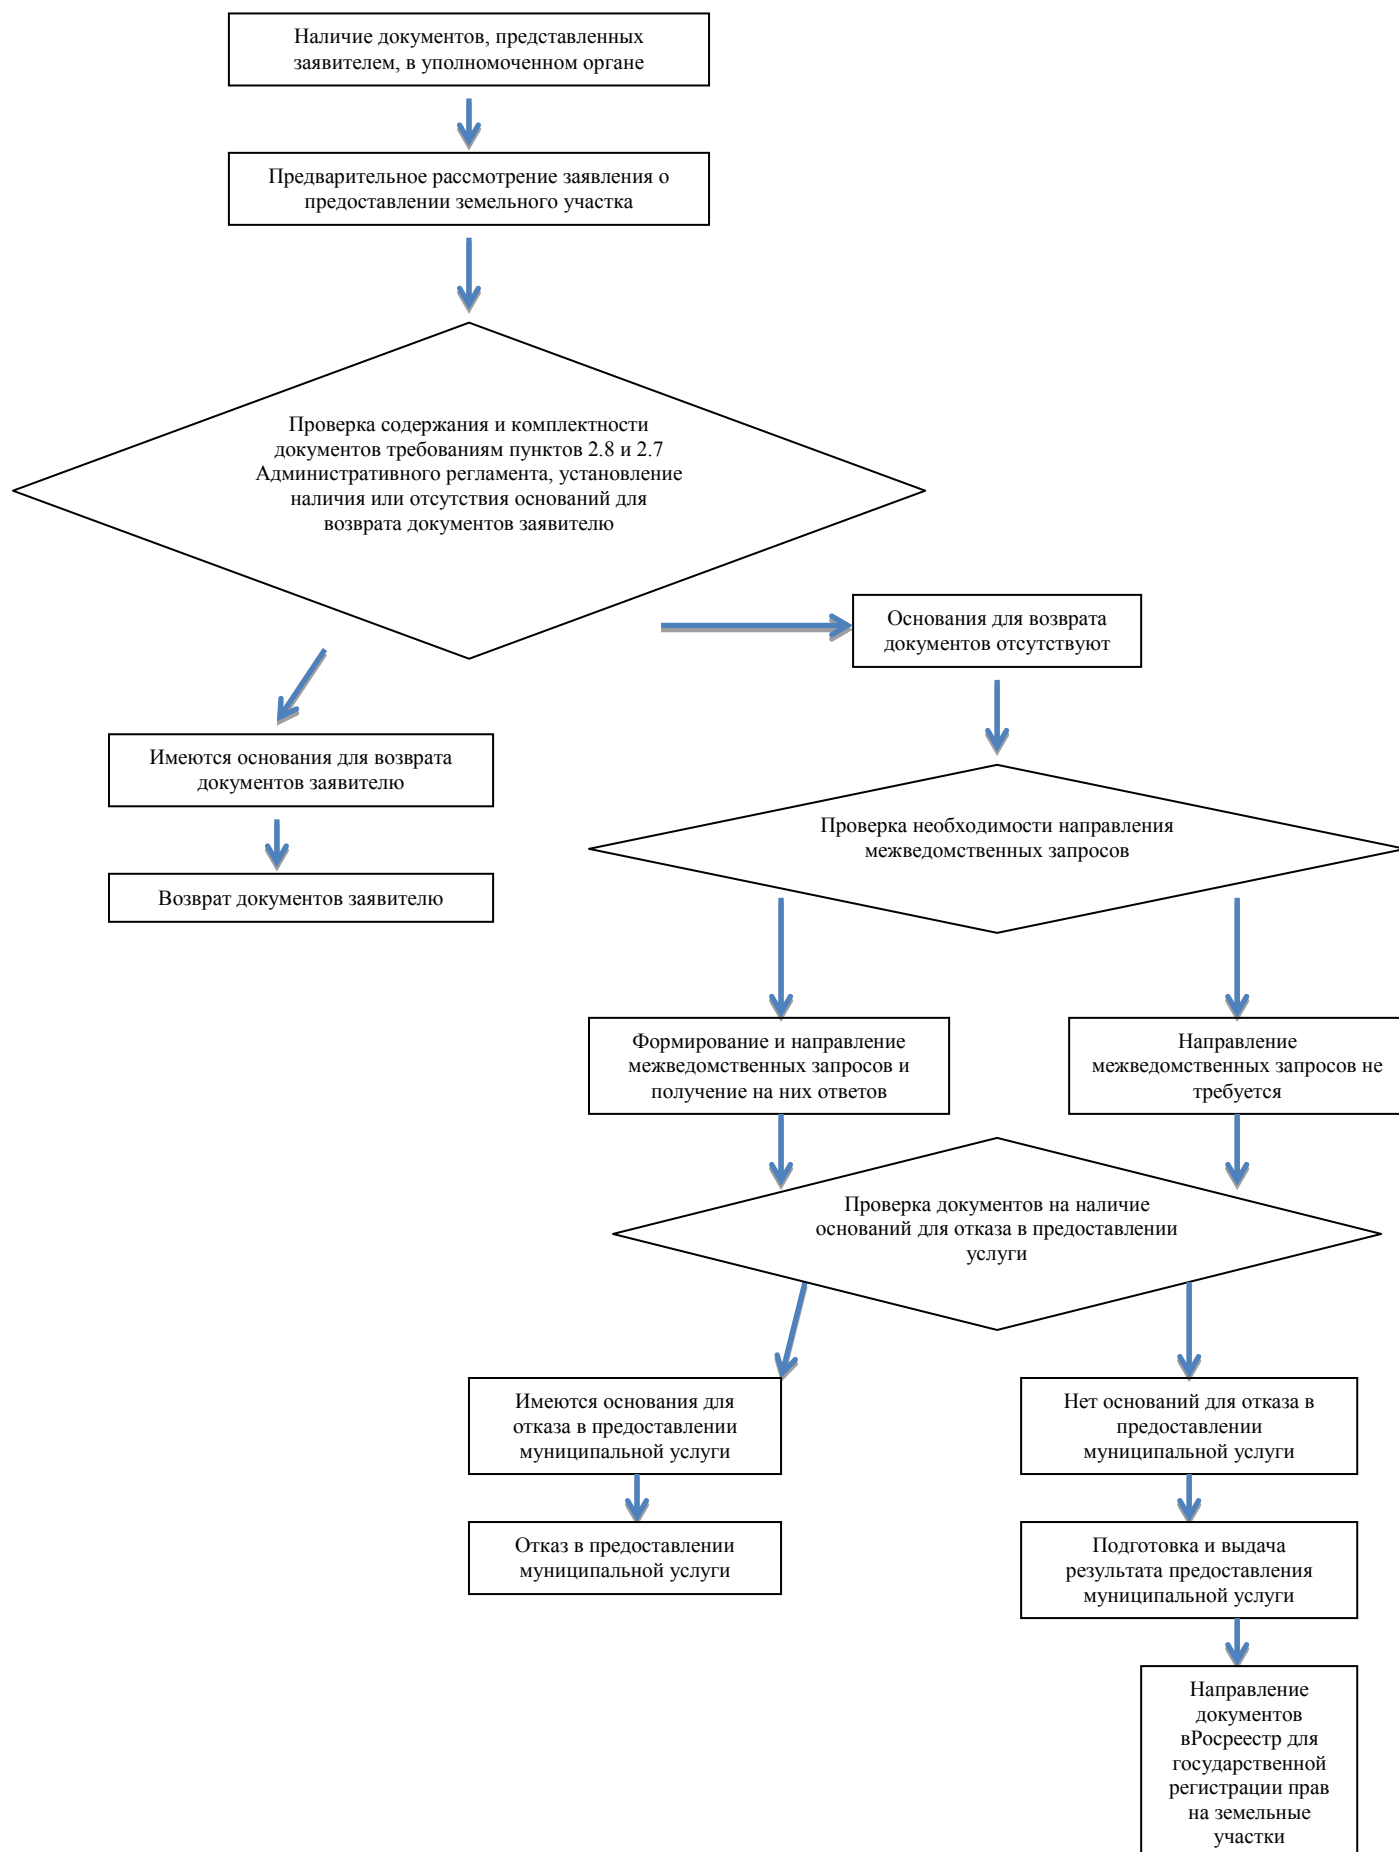 Наличие документов, представленных
заявителем, в уполномоченном органе
Предварительное рассмотрение заявления о
предоставлении земельного участка
Проверка содержания и комплектности
документов требованиям пунктов 2.8 и 2.7
Административного регламента, установление
наличия или отсутствия оснований для
возврата документов заявителю
Основания для возврата
документов отсутствуют
Имеются основания для возврата
документов заявителю
Возврат документов заявителю
Проверка необходимости направления
межведомственных запросов
Формирование и направление
межведомственных запросов и
получение на них ответов
Направление
межведомственных запросов не
требуется
Проверка документов на наличие
оснований для отказа в предоставлении
услуги
Имеются основания для
отказа в предоставлении
муниципальной услуги
Нет оснований для отказа в
предоставлении
муниципальной услуги
Отказ в предоставлении
муниципальной услуги
Подготовка и выдача
результата предоставления
муниципальной услуги
Направление
документов
вРосреестр для
государственной
регистрации прав
на земельные
участки